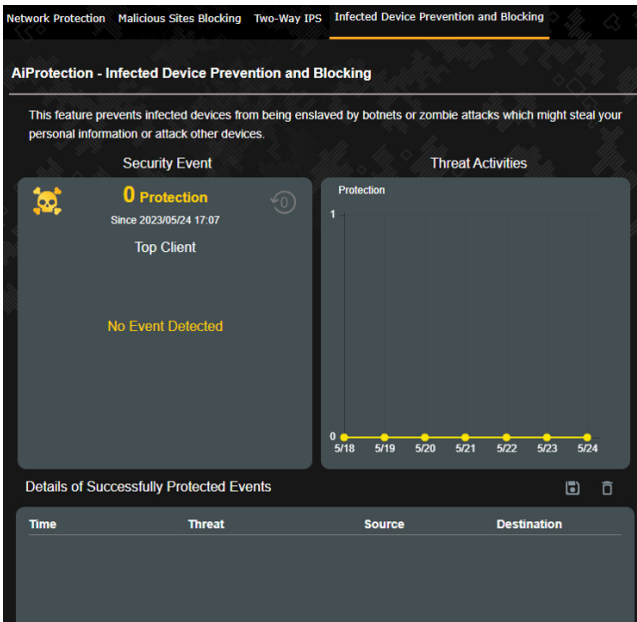 Network Protection Malicious Sites Blocking Two-Way IPS Infected Device Prevention and Blocking
AiProtection - Infected Device Prevention and Blocking
This feature prevents infected devices from being enslaved by botnets or zombie attacks which might steal your
personal information or attack other devices.
Security Event
0 Protection
0
Since 2023/05/24 17:07
Top Client
No Event Detected
Threat Activities
Protection
1
0
5/18 5/19 5/20 5/21 5/22 5/23 5/24
Details of Successfully Protected Events
Time Threat Source Destination